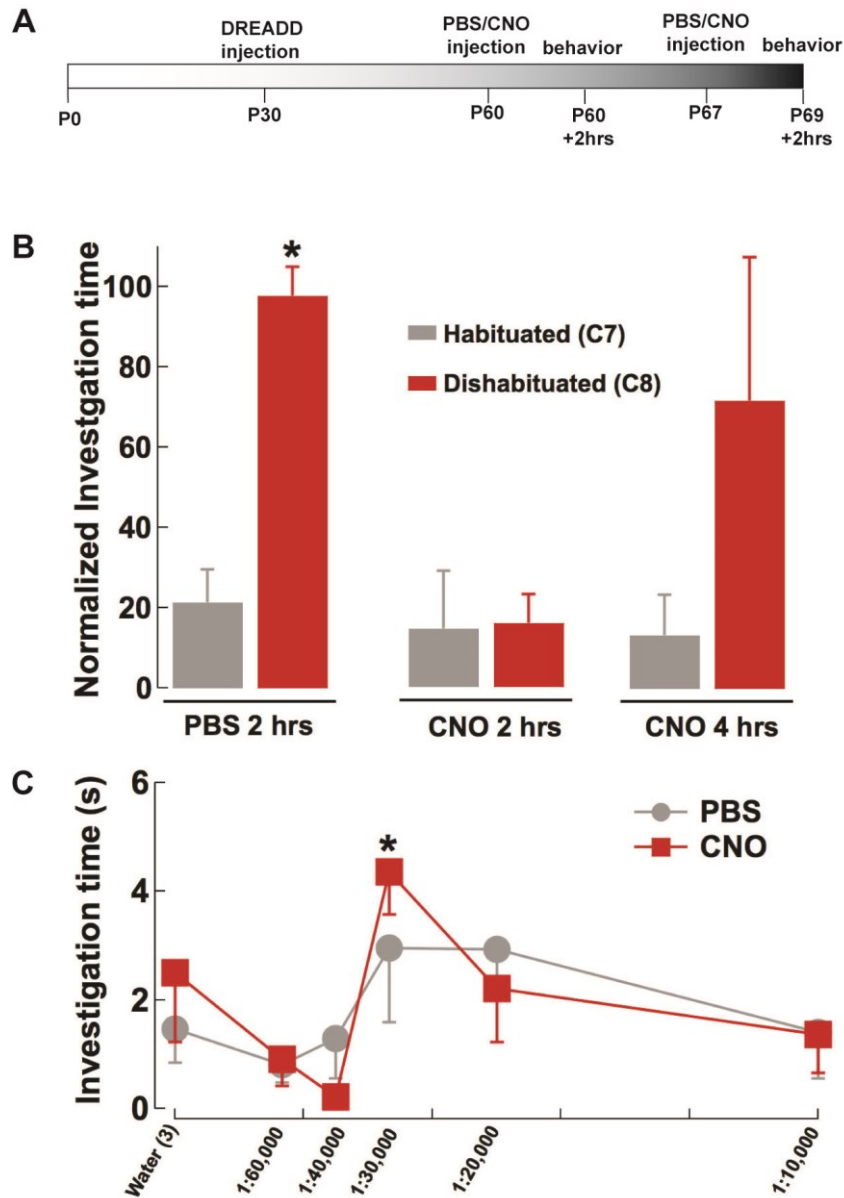 A
DREADD
injection
PBS/CNO
injection
behavior
PBS/CNO
injection
behavior
P0
P30
P60
P60
+2hrs
P67
P69
+2hrs
B
Normalized Investgation time
100
80
60
40
20
0
*
Habituated (C7)
Dishabituated (C8)
PBS 2 hrs
CNO 2 hrs
CNO 4 hrs
C
Investigation time (s)
6
4
2
0
*
PBS
CNO
Water (3)
1:60,000
1:40,000
1:30,000
1:20,000
1:10,000